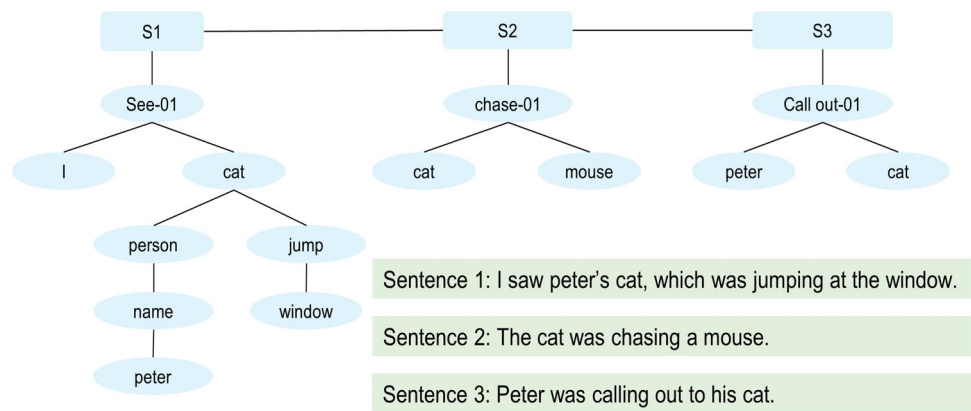 S1
S2
S3
See-01
chase-01
Call out-01
I
cat
cat
mouse
peter
cat
person
jump
name
window
peter
Sentence 1: I saw peter’s cat, which was jumping at the window.
Sentence 2: The cat was chasing a mouse.
Sentence 3: Peter was calling out to his cat.